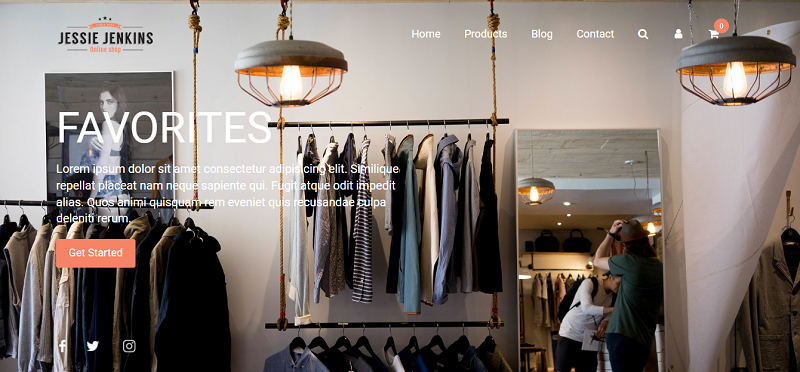 JESSIE JENKINS
Online shop
Home Products Blog Contact
0
FAVORITES
Lorem ipsum dolor sit amet consectetur adipisicing elit. Similique
repellat placeat nam neque sapiente qui. Fugit atque odit impedit
alias. Quos animi quisquam rem eveniet quis recusandae culpa
deleniti rerum.
Get Started